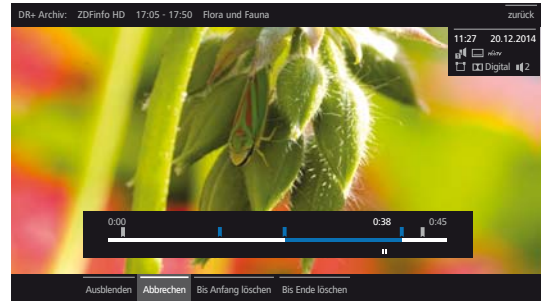 DR+ Archiv: ZDFinfo HD 17:05 - 17:50 Flora und Fauna zurück
11:27 20.12.2014
Digital 2
0:00 0:38 0:45
Ausblenden Abbrechen Bis Anfang löschen Bis Ende löschen